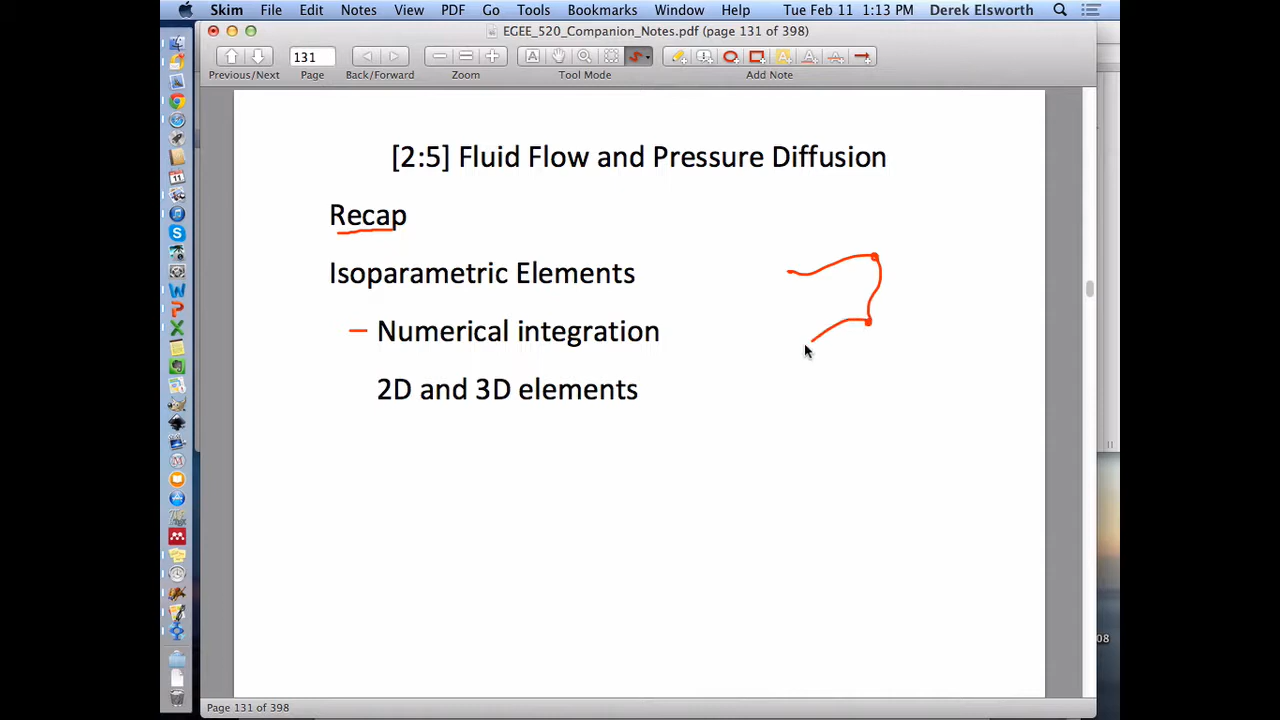 Skim File Edit Notes View PDF Go Tools Bookmarks Window Help Tue Feb 11 1:13 PM Derek Elsworth
EGEE_520_Companion_Notes.pdf (page 131 of 398)
131
Previous/Next Page Back/Forward Zoom Tool Mode Add Note
[2:5] Fluid Flow and Pressure Diffusion
Recap
Isoparametric Elements
– Numerical integration
2D and 3D elements
Page 131 of 398
08